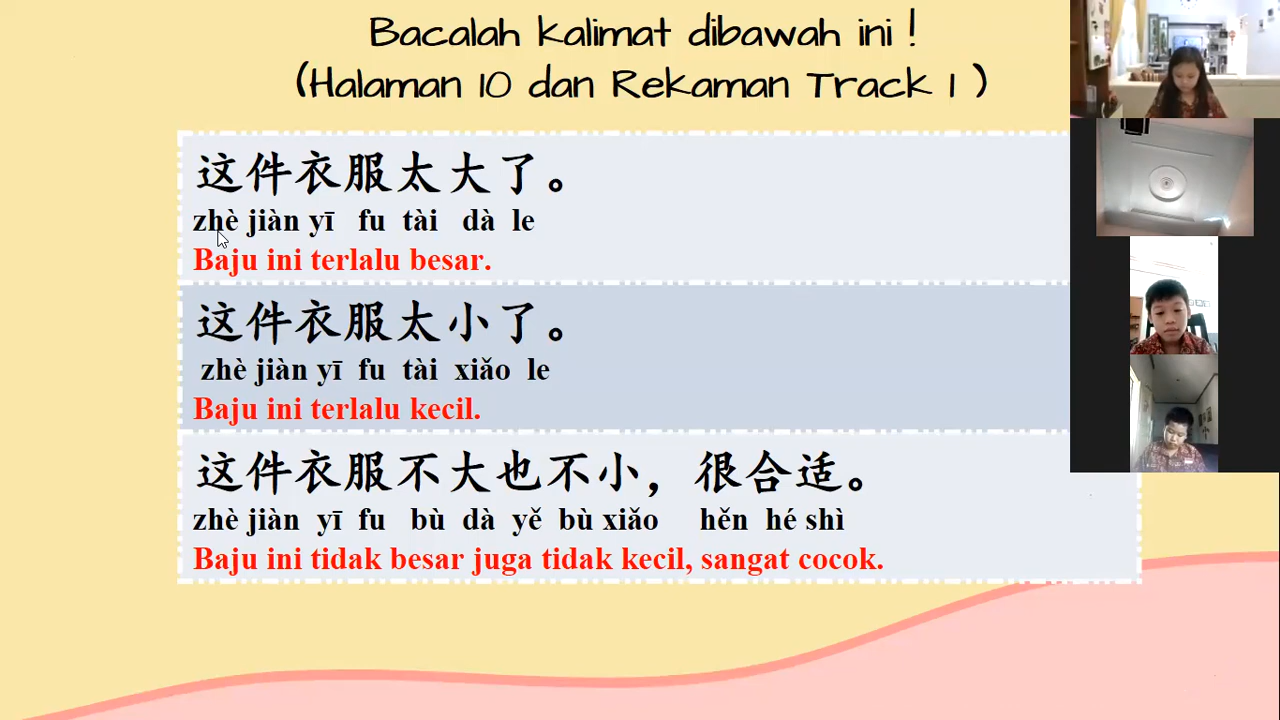 Bacalah kalimat dibawah ini !
(Halaman 10 dan Rekaman Track 1 )
这件衣服太大了。
zhè jiàn yī fu tài dà le
Baju ini terlalu besar.
这件衣服太小了。
zhè jiàn yī fu tài xiǎo le
Baju ini terlalu kecil.
这件衣服不大也不小，很合适。
zhè jiàn yī fu bù dà yě bù xiǎo hěn hé shì
Baju ini tidak besar juga tidak kecil, sangat cocok.